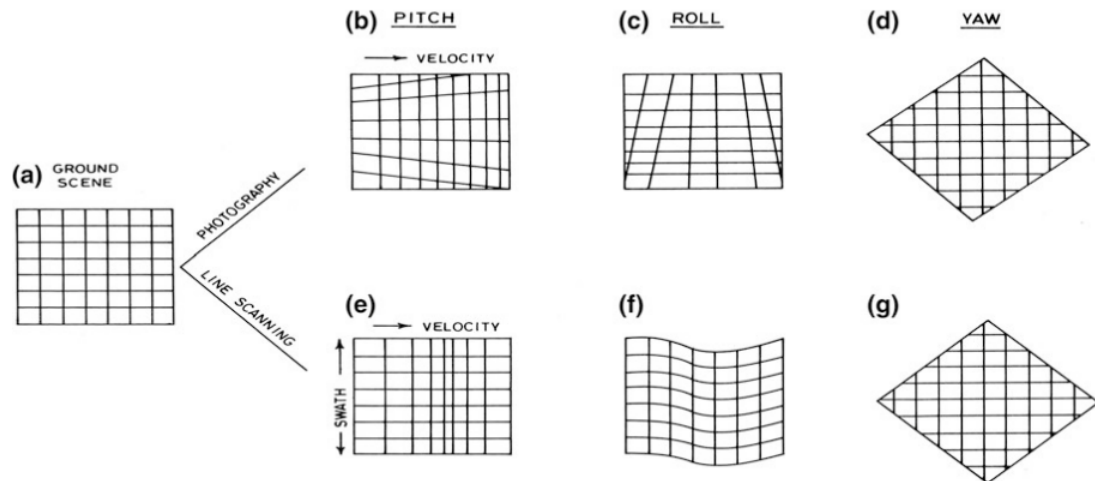 (b) PITCH
(c) ROLL
(d) YAW
→ VELOCITY
(a) GROUND
SCENE
PHOTOGRAPHY
LINE SCANNING
(e) → VELOCITY
(f)
(g)
SWATH